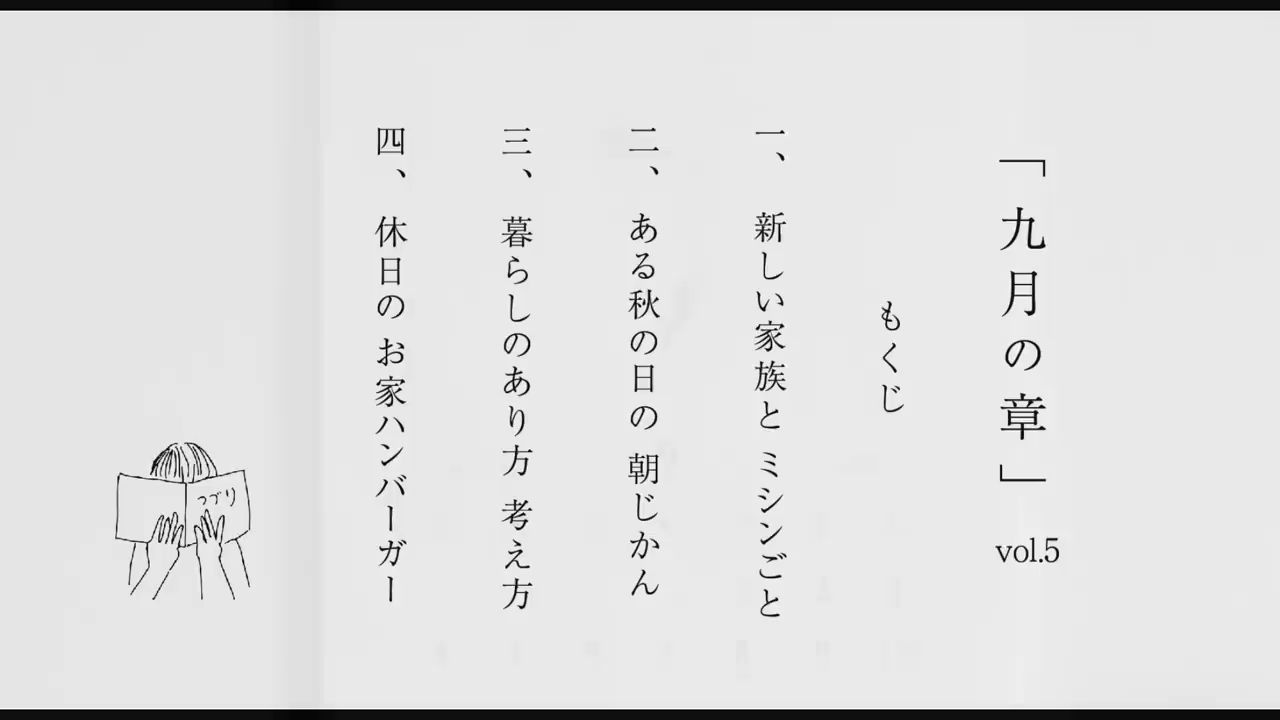 「九月の章」 vol.5
もくじ
一、 新しい家族と ミシンごと
二、 ある秋の日の 朝じかん
三、 暮らしのあり方 考え方
四、 休日の お家ハンバーガー
つづり